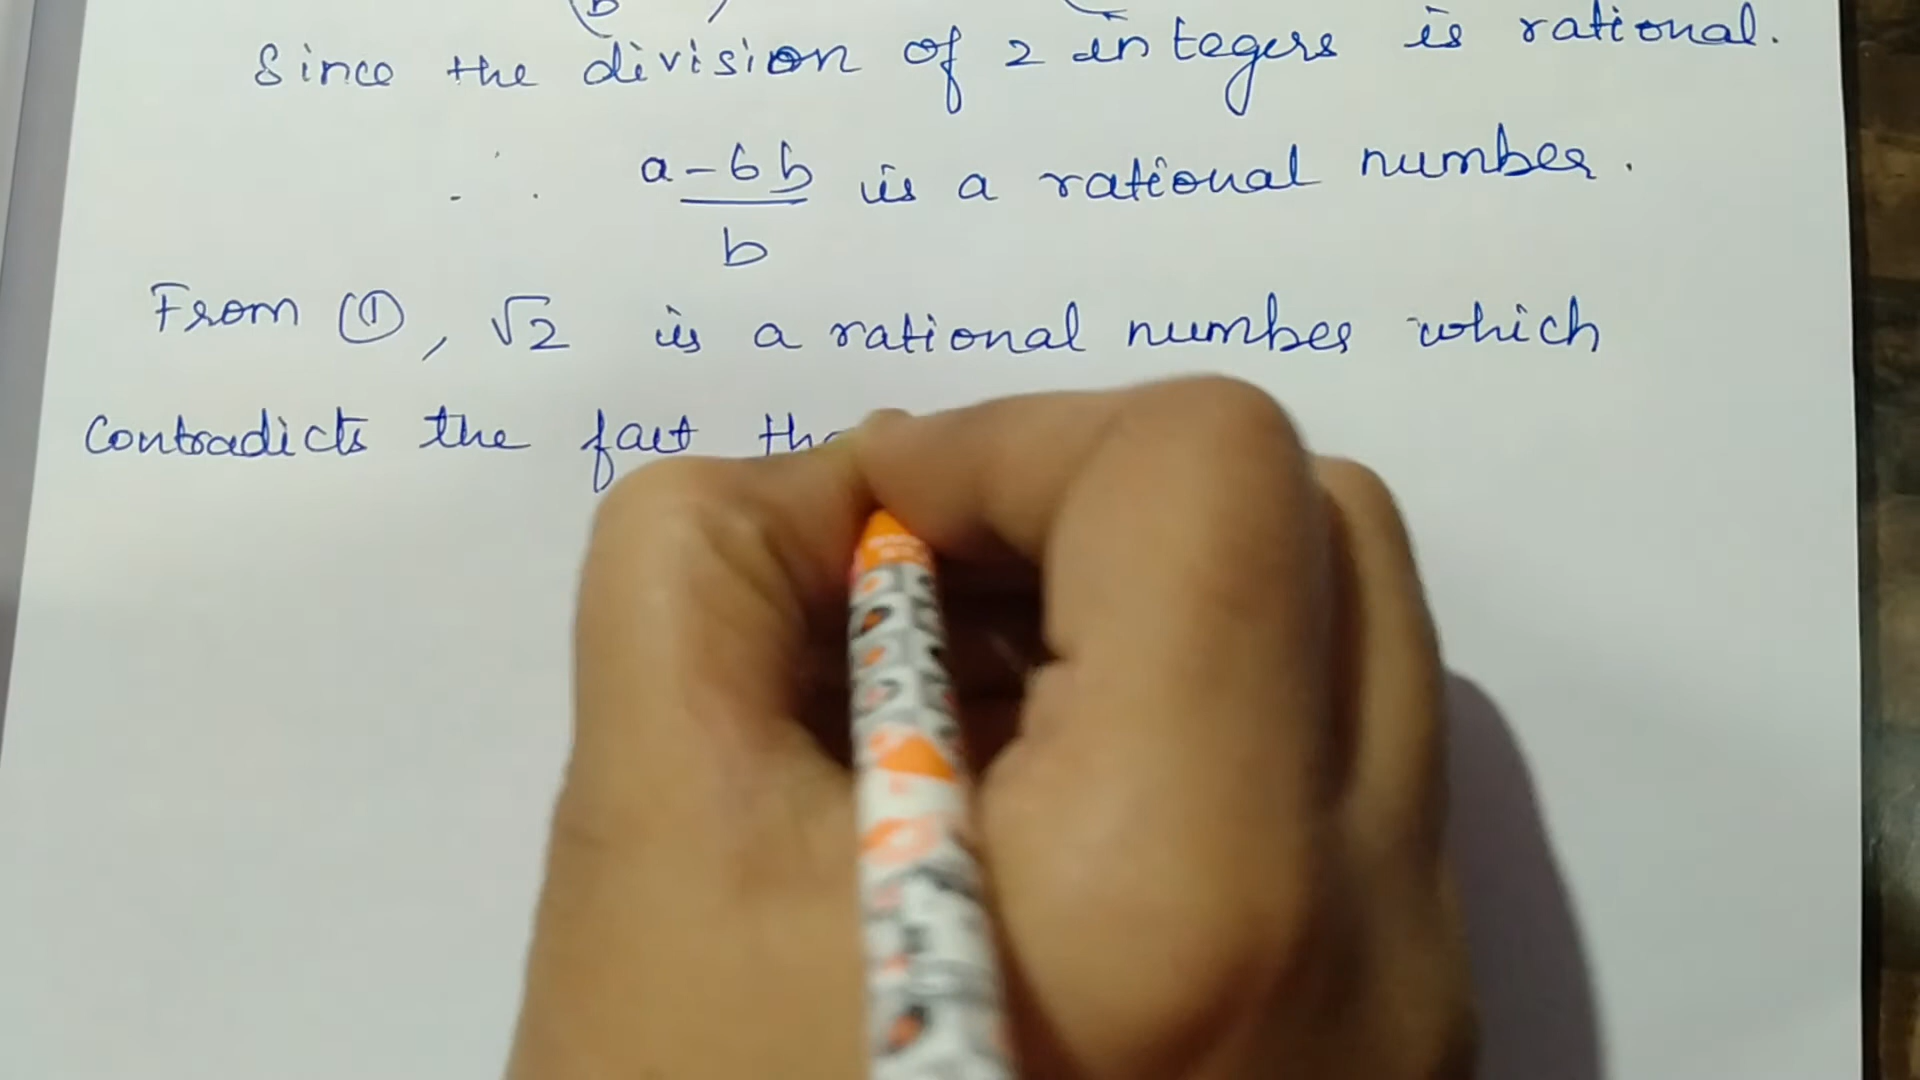 Since the division of 2 integers is rational.
∴ a-6b/b is a rational number.
From ①, √2 is a rational number which
contradicts the fact